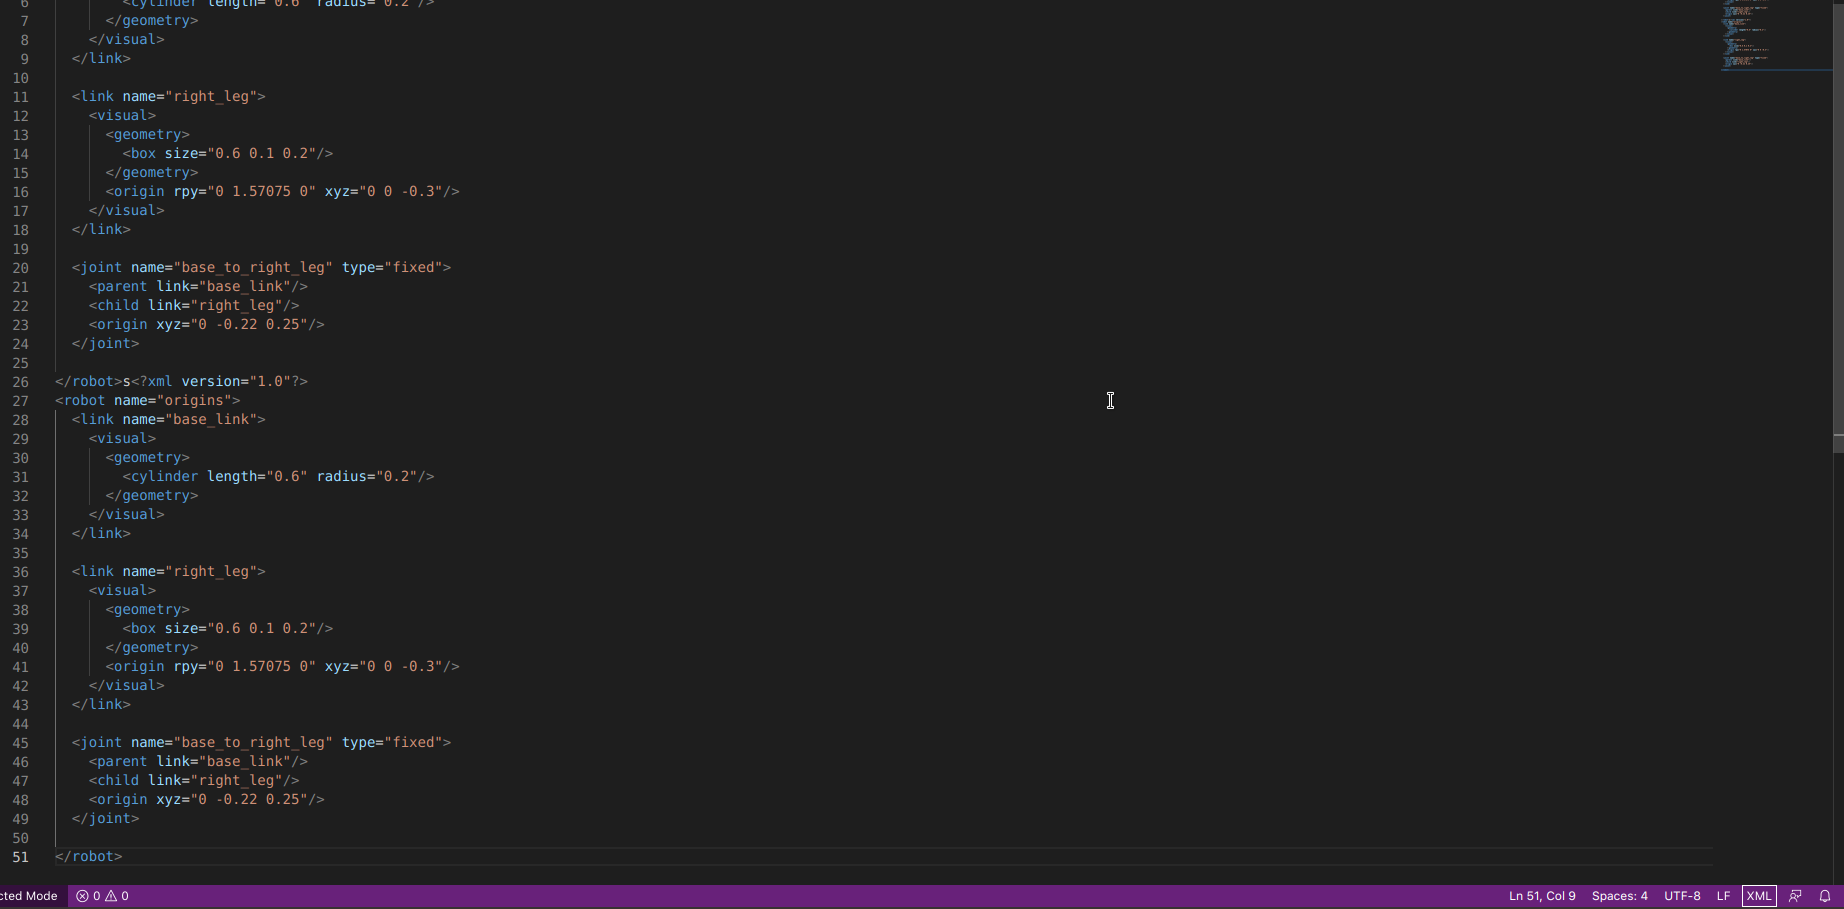 6 <cylinder length="0.6" radius="0.2"/>
7 </geometry>
8 </visual>
9 </link>
10
11 <link name="right_leg">
12 <visual>
13 <geometry>
14 <box size="0.6 0.1 0.2"/>
15 </geometry>
16 <origin rpy="0 1.57075 0" xyz="0 0 -0.3"/>
17 </visual>
18 </link>
19
20 <joint name="base_to_right_leg" type="fixed">
21 <parent link="base_link"/>
22 <child link="right_leg"/>
23 <origin xyz="0 -0.22 0.25"/>
24 </joint>
25
26 </robot>s<?xml version="1.0"?>
27 <robot name="origins">
28 <link name="base_link">
29 <visual>
30 <geometry>
31 <cylinder length="0.6" radius="0.2"/>
32 </geometry>
33 </visual>
34 </link>
35
36 <link name="right_leg">
37 <visual>
38 <geometry>
39 <box size="0.6 0.1 0.2"/>
40 </geometry>
41 <origin rpy="0 1.57075 0" xyz="0 0 -0.3"/>
42 </visual>
43 </link>
44
45 <joint name="base_to_right_leg" type="fixed">
46 <parent link="base_link"/>
47 <child link="right_leg"/>
48 <origin xyz="0 -0.22 0.25"/>
49 </joint>
50
51 </robot>
cted Mode 0 0 Ln 51, Col 9 Spaces: 4 UTF-8 LF XML